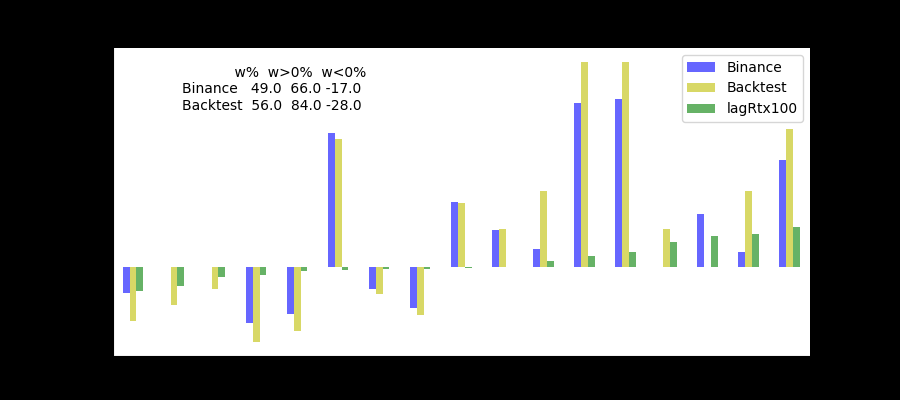 w%  w>0%  w<0%
Binance   49.0  66.0 -17.0
Backtest  56.0  84.0 -28.0
Binance
Backtest
lagRtx100